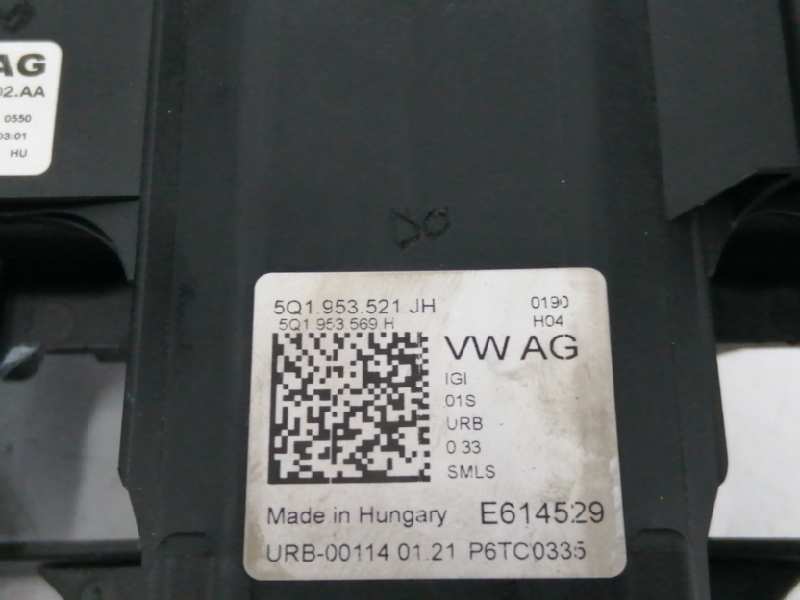 AG
02.AA
0550
03.01
HU
5Q1.953.521 JH 0190
5Q1 953 569 H H04
VW AG
IGI
01S
URB
0.33
SMLS
Made in Hungary E614529
URB-00114 01.21 P6TC0335